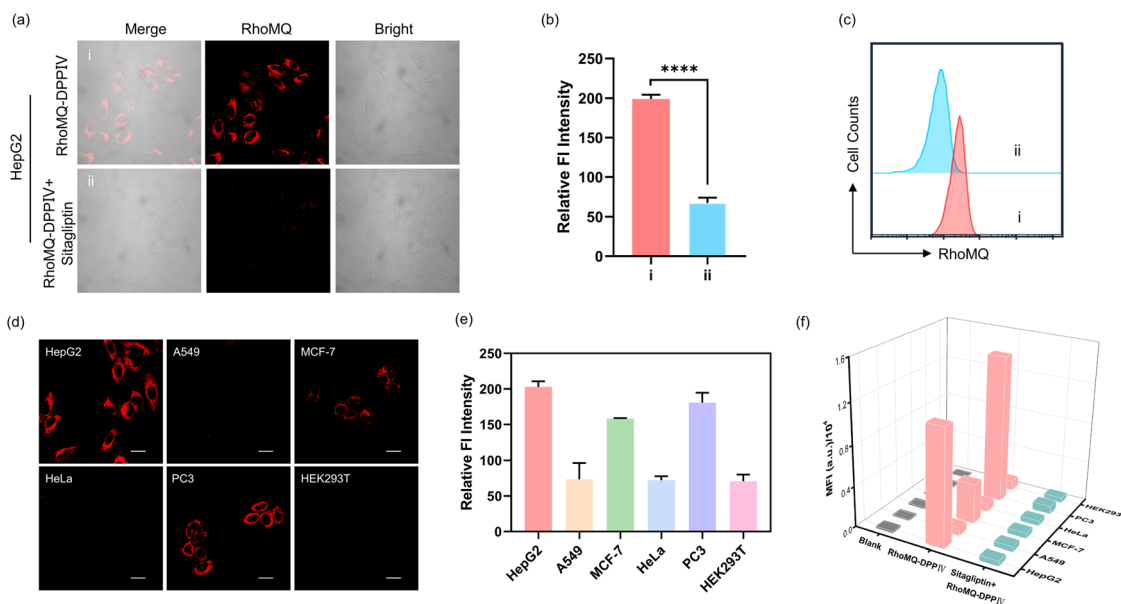 (a)
Merge
RhoMQ
Bright
HepG2
RhoMQ-DPPIV
i
RhoMQ-DPPIV+
Sitagliptin
ii
(b)
Relative FI Intensity
250
200
150
100
50
0
****
i
ii
(c)
Cell Counts
ii
i
RhoMQ
(d)
HepG2
A549
MCF-7
HeLa
PC3
HEK293T
(e)
Relative FI Intensity
250
200
150
100
50
0
HepG2
A549
MCF-7
HeLa
PC3
HEK293T
(f)
MFI (a.u.)/10⁴
1.6
1.2
0.8
0.4
0.0
Blank
RhoMQ-DPPIV
Sitagliptin+
RhoMQ-DPPIV
HEK293
PC3
HeLa
MCF-7
A549
HepG2